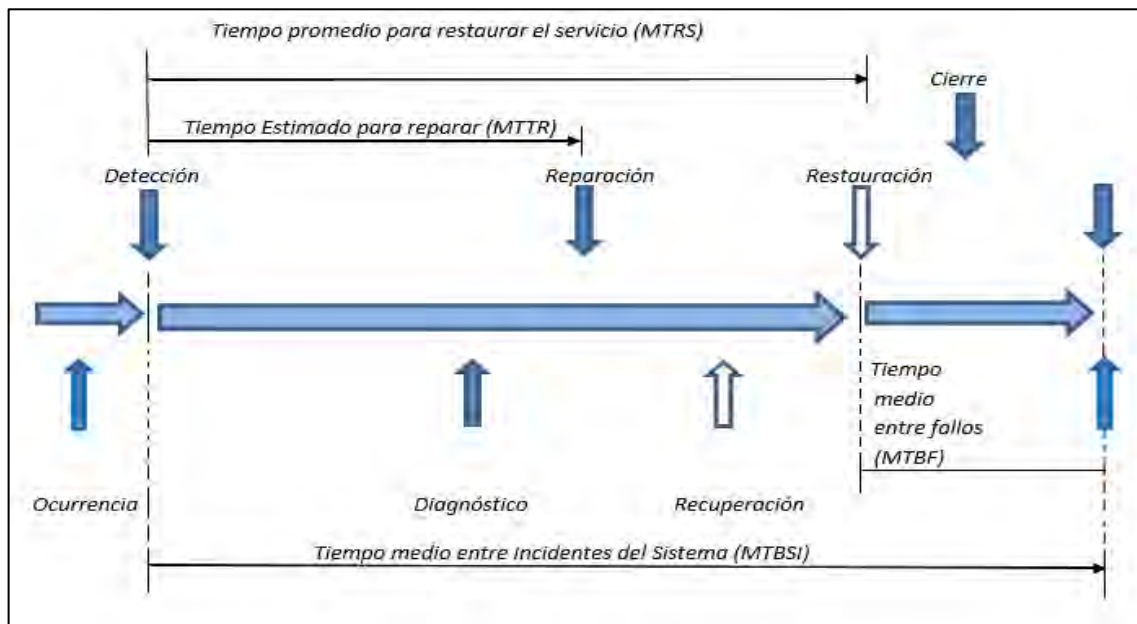 Tiempo promedio para restaurar el servicio (MTRS)
Cierre
Tiempo Estimado para reparar (MTTR)
Detección
Reparación
Restauración
Tiempo
medio
entre fallos
(MTBF)
Ocurrencia
Diagnóstico
Recuperación
Tiempo medio entre Incidentes del Sistema (MTBSI)